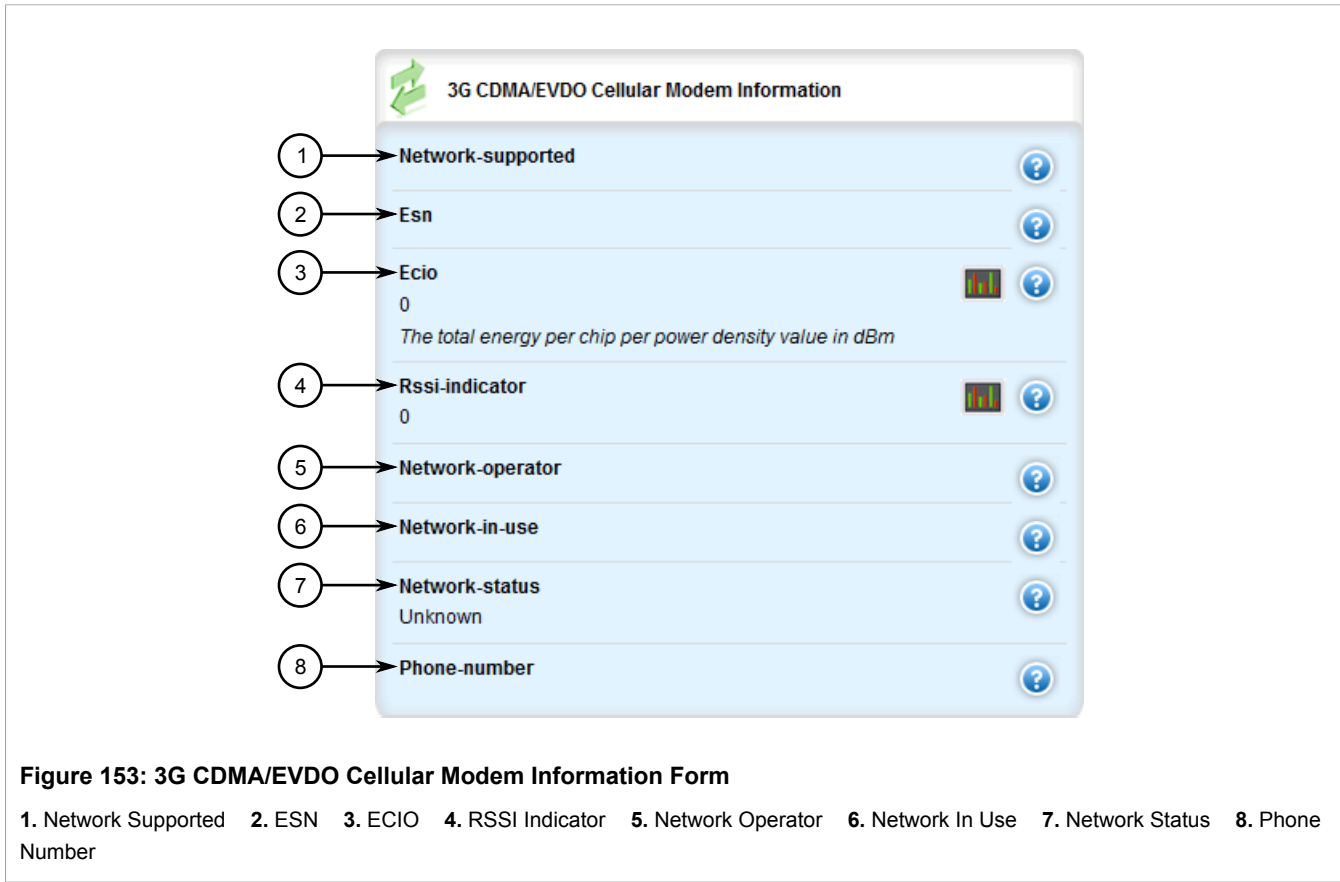 3G CDMA/EVDO Cellular Modem Information
1 Network-supported
2 Esn
3 Ecio
0
The total energy per chip per power density value in dBm
4 Rssi-indicator
0
5 Network-operator
6 Network-in-use
7 Network-status
Unknown
8 Phone-number
Figure 153: 3G CDMA/EVDO Cellular Modem Information Form
1. Network Supported 2. ESN 3. ECIO 4. RSSI Indicator 5. Network Operator 6. Network In Use 7. Network Status 8. Phone
Number